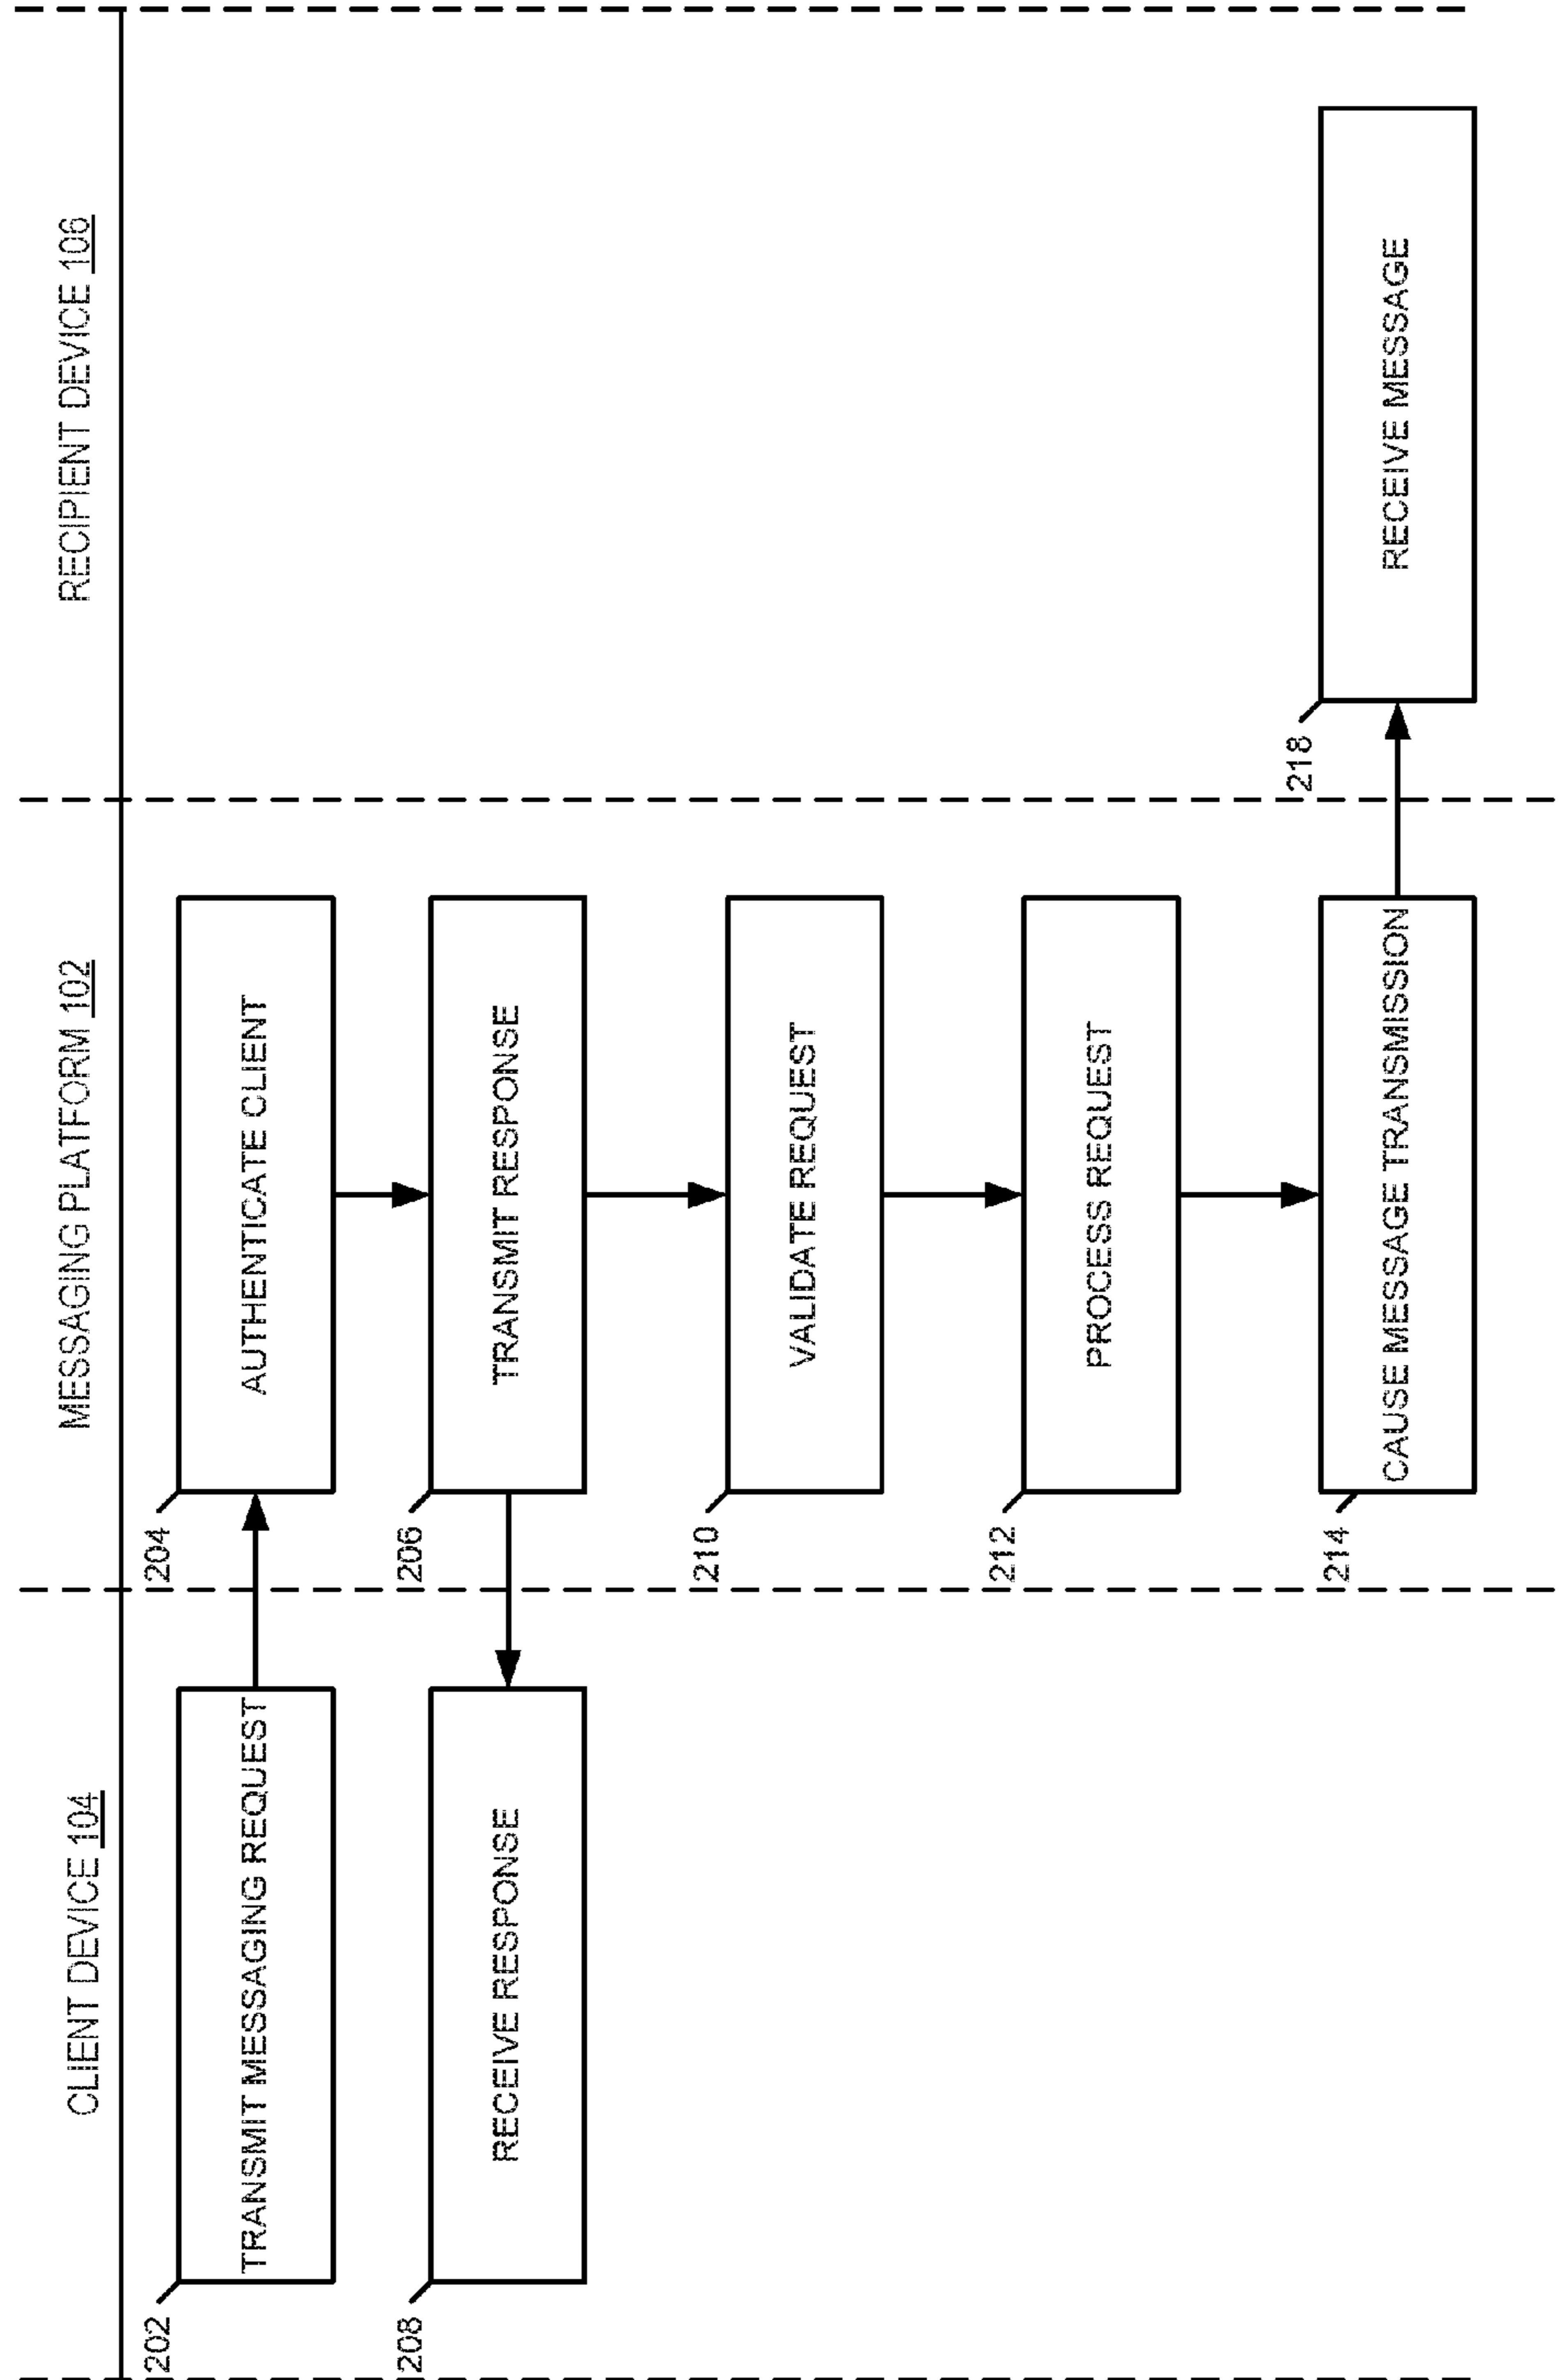 CLIENT DEVICE 104
MESSAGING PLATFORM 102
RECIPIENT DEVICE 106
202
TRANSMIT MESSAGING REQUEST
204
AUTHENTICATE CLIENT
208
RECEIVE RESPONSE
206
TRANSMIT RESPONSE
210
VALIDATE REQUEST
212
PROCESS REQUEST
214
CAUSE MESSAGE TRANSMISSION
218
RECEIVE MESSAGE